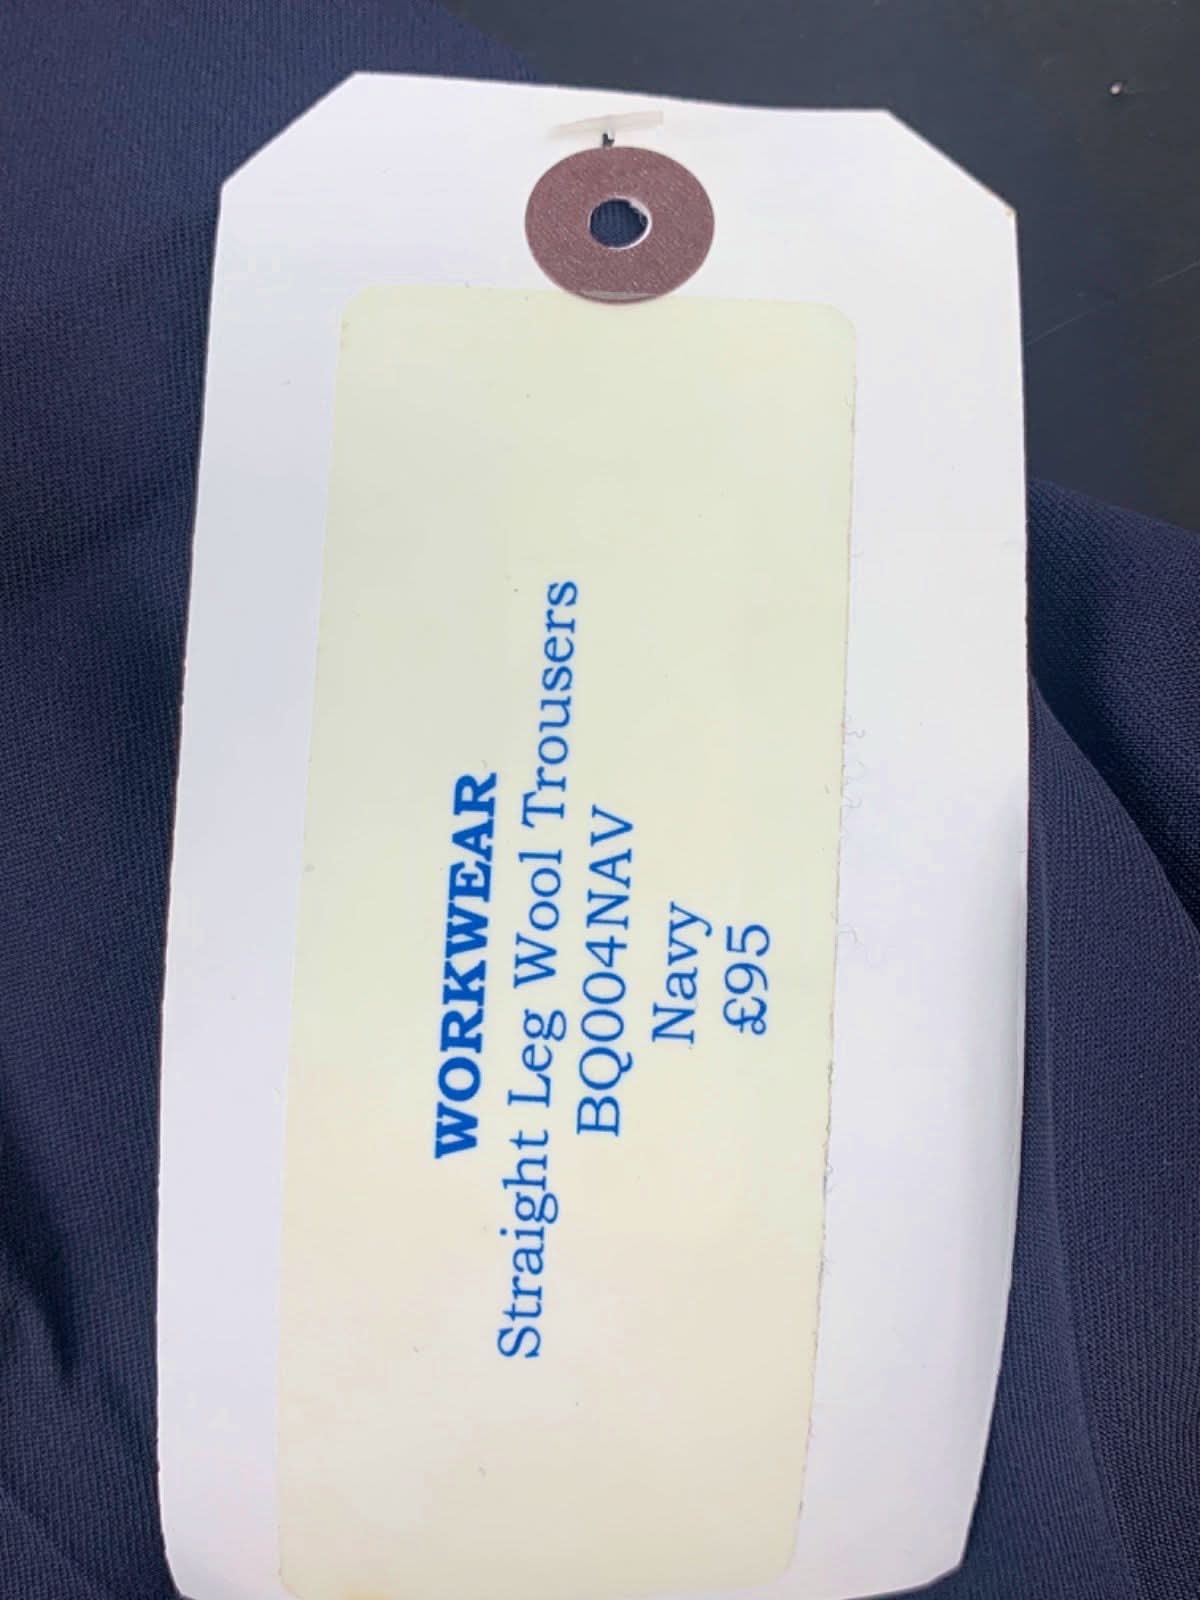 WORKWEAR
Straight Leg Wool Trousers
BQ004NAV
Navy
£95